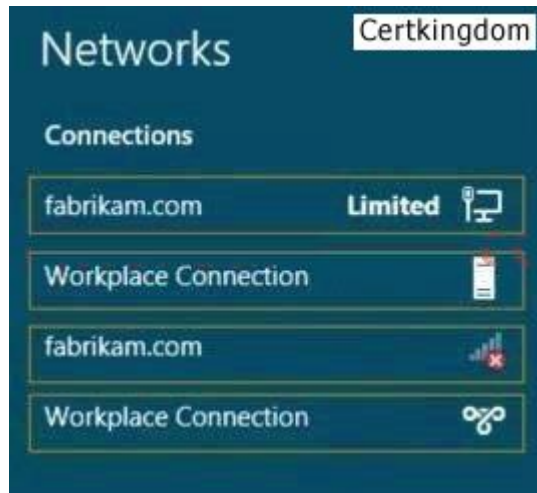 Networks
Certkingdom
Connections
fabrikam.com Limited
Workplace Connection
fabrikam.com
Workplace Connection